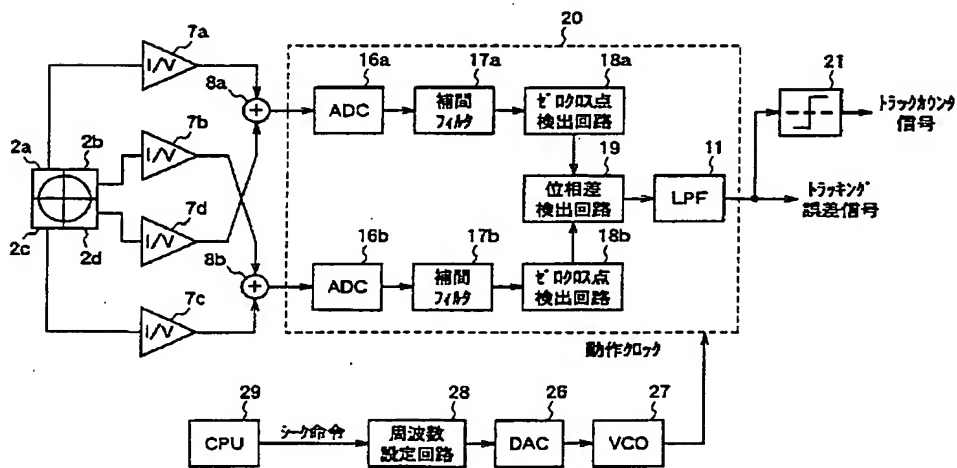 20
7a
16a
17a
18a
21
I/V
8a
+
ADC
補間
フィルタ
ゼロクロス点
検出回路
トラックカウンタ
信号
7b
I/V
2a
2b
19
11
位相差
検出回路
LPF
トラッキング
誤差信号
7d
I/V
2c
2d
8b
+
16b
17b
18b
ADC
補間
フィルタ
ゼロクロス点
検出回路
7c
I/V
動作クロック
29
28
26
27
CPU
シーク命令
周波数
設定回路
DAC
VCO